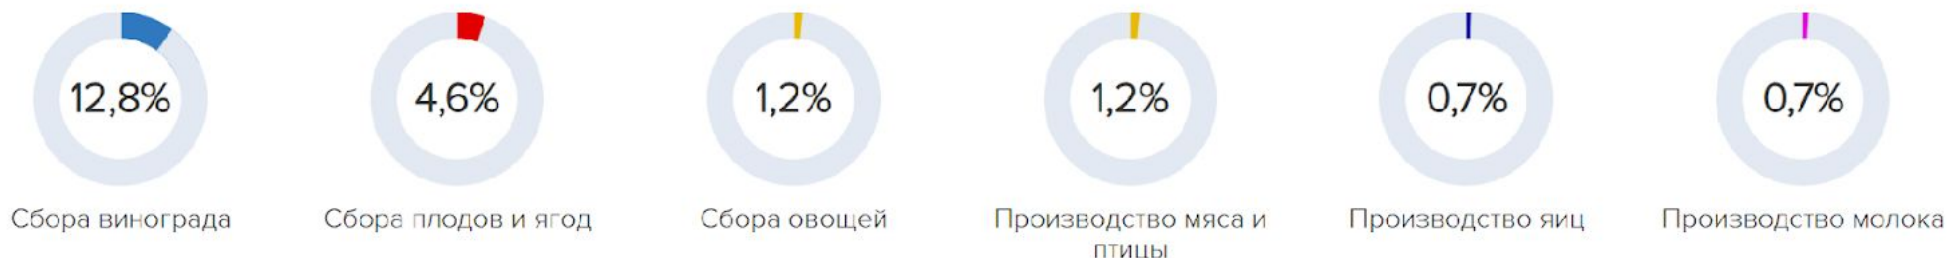 12,8%
4,6%
1,2%
1,2%
0,7%
0,7%
Сбора винограда
Сбора плодов и ягод
Сбора овощей
Производство мяса и
птицы
Производство яиц
Производство молока